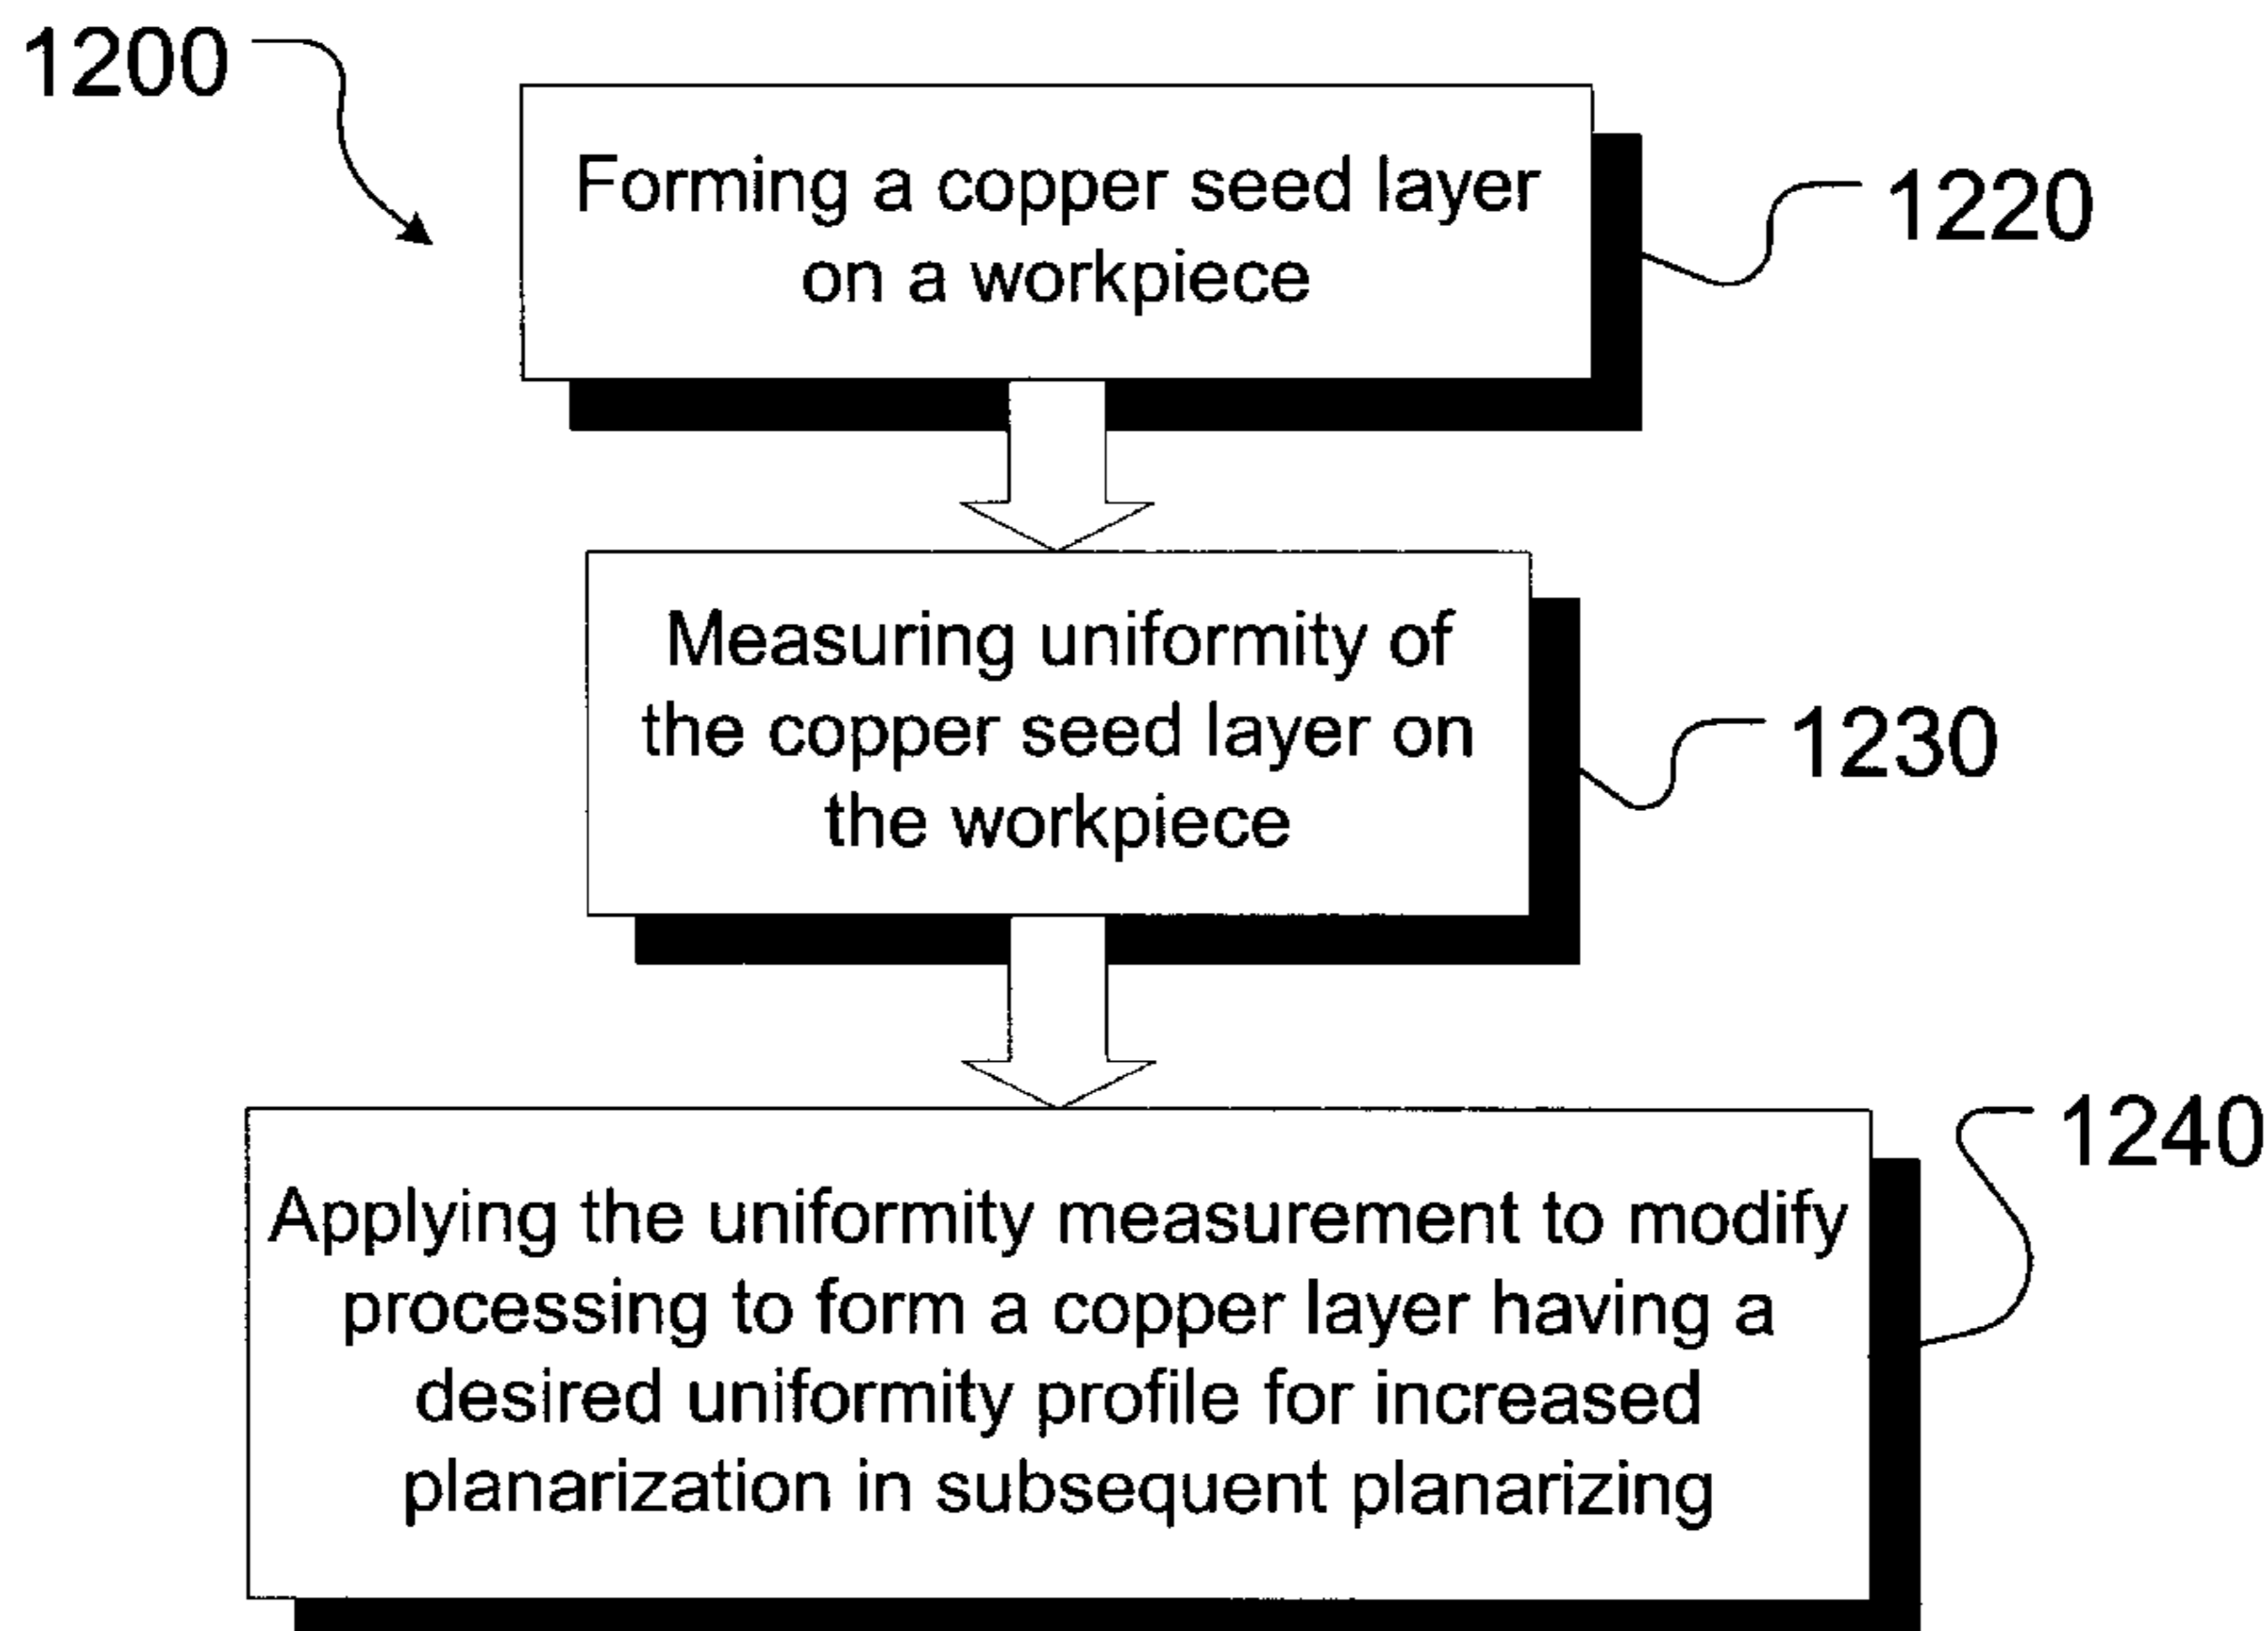 1200
Forming a copper seed layer
on a workpiece
1220
Measuring uniformity of
the copper seed layer on
the workpiece
1230
Applying the uniformity measurement to modify
processing to form a copper layer having a
desired uniformity profile for increased
planarization in subsequent planarizing
1240